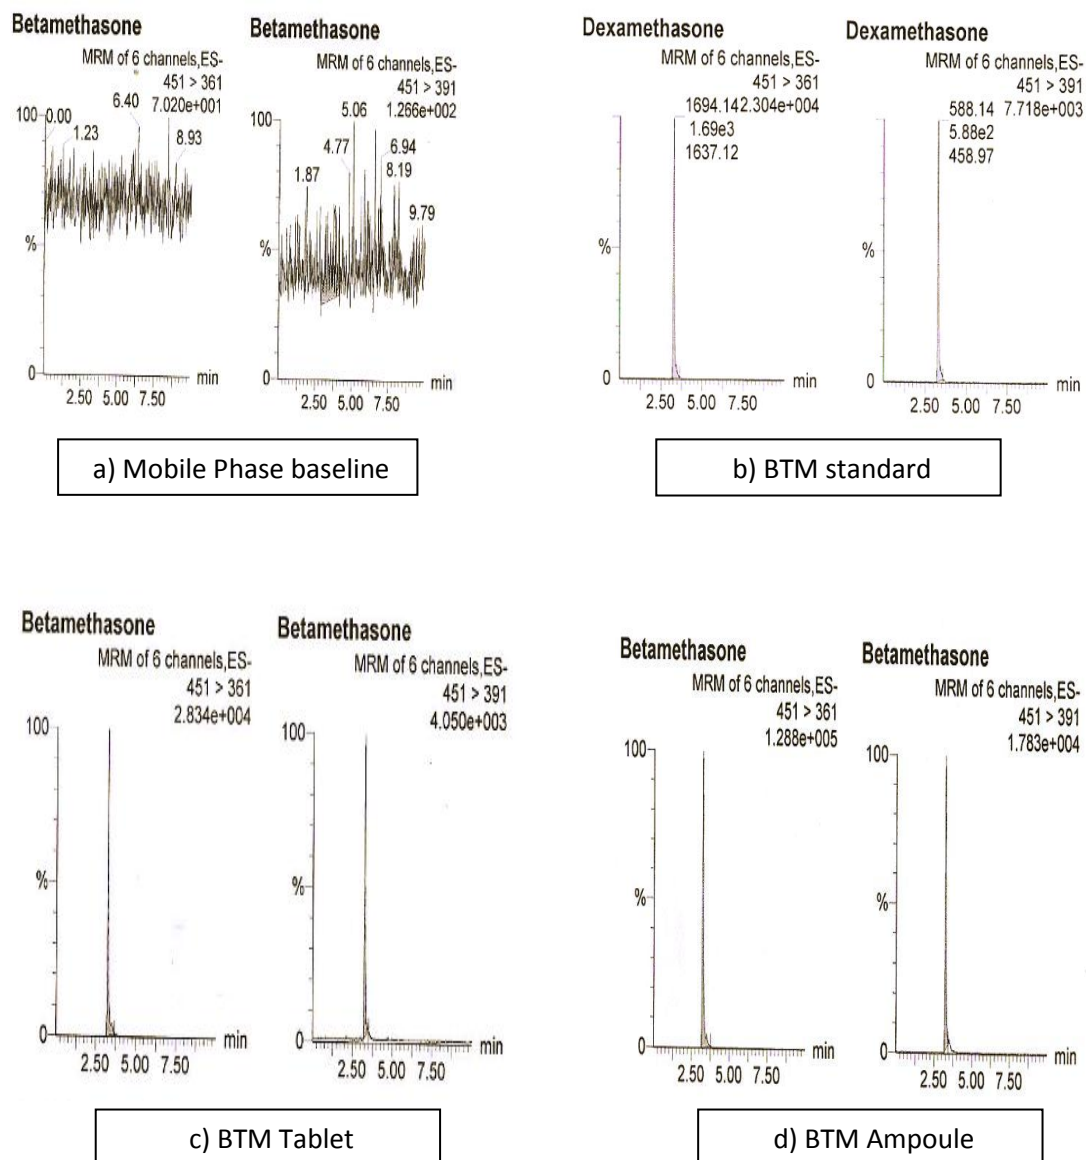 Betamethasone
MRM of 6 channels,ES-
451 > 361
7.020e+001
100
0.00
1.23
6.40
8.93
%
0
2.50 5.00 7.50
min
Betamethasone
MRM of 6 channels,ES-
451 > 391
1.266e+002
100
1.87
4.77
5.06
6.94
8.19
9.79
%
0
2.50 5.00 7.50
min
a) Mobile Phase baseline
Dexamethasone
MRM of 6 channels,ES-
451 > 361
1694.142.304e+004
1.69e3
1637.12
%
0
2.50 5.00 7.50
min
Dexamethasone
MRM of 6 channels,ES-
451 > 391
588.14 7.718e+003
5.88e2
458.97
%
0
2.50 5.00 7.50
min
b) BTM standard
Betamethasone
MRM of 6 channels,ES-
451 > 361
2.834e+004
100
%
0
2.50 5.00 7.50
min
Betamethasone
MRM of 6 channels,ES-
451 > 391
4.050e+003
100
%
0
2.50 5.00 7.50
min
c) BTM Tablet
Betamethasone
MRM of 6 channels,ES-
451 > 361
1.288e+005
100
%
0
2.50 5.00 7.50
min
Betamethasone
MRM of 6 channels,ES-
451 > 391
1.783e+004
100
%
0
2.50 5.00 7.50
min
d) BTM Ampoule